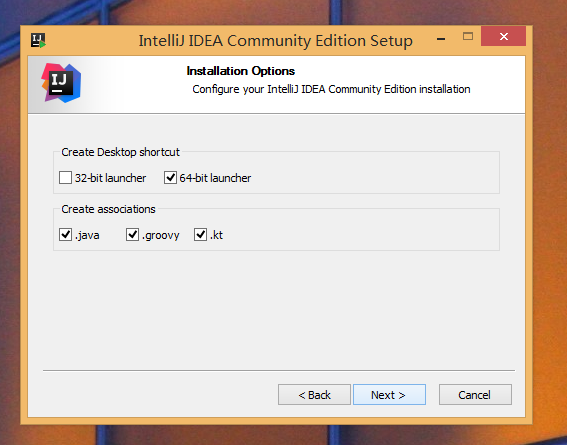 IJ
IntelliJ IDEA Community Edition Setup
IJ
Installation Options
Configure your IntelliJ IDEA Community Edition installation
Create Desktop shortcut
32-bit launcher 64-bit launcher
Create associations
.java .groovy .kt
< Back Next > Cancel